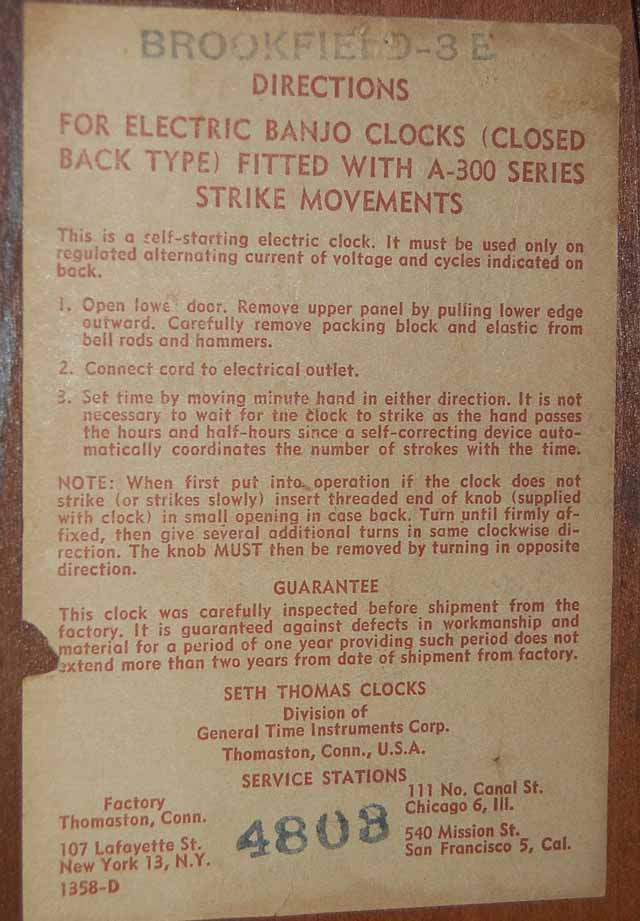 BROOKFIELD-3E
DIRECTIONS
FOR ELECTRIC BANJO CLOCKS (CLOSED
BACK TYPE) FITTED WITH A-300 SERIES
STRIKE MOVEMENTS
This is a self-starting electric clock. It must be used only on
regulated alternating current of voltage and cycles indicated on
back.
1. Open lower door. Remove upper panel by pulling lower edge
outward. Carefully remove packing block and elastic from
bell rods and hammers.
2. Connect cord to electrical outlet.
3. Set time by moving minute hand in either direction. It is not
necessary to wait for the clock to strike as the hand passes
the hours and half-hours since a self-correcting device auto-
matically coordinates the number of strokes with the time.
NOTE: When first put into operation if the clock does not
strike (or strikes slowly) insert threaded end of knob (supplied
with clock) in small opening in case back. Turn until firmly af-
fixed, then give several additional turns in same clockwise di-
rection. The knob MUST then be removed by turning in opposite
direction.
GUARANTEE
This clock was carefully inspected before shipment from the
factory. It is guaranteed against defects in workmanship and
material for a period of one year providing such period does not
extend more than two years from date of shipment from factory.
SETH THOMAS CLOCKS
Division of
General Time Instruments Corp.
Thomaston, Conn., U.S.A.
SERVICE STATIONS
Factory
Thomaston, Conn.
107 Lafayette St.
New York 13, N.Y.
1358-D
4808
111 No. Canal St.
Chicago 6, Ill.
540 Mission St.
San Francisco 5, Cal.